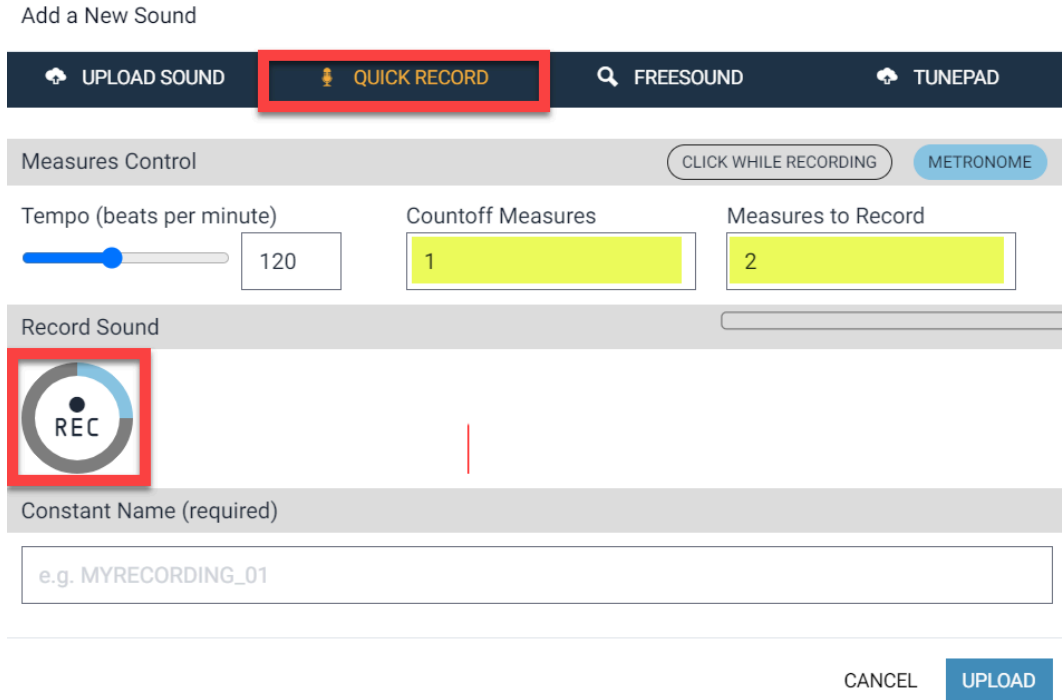 Add a New Sound
UPLOAD SOUND QUICK RECORD FREESOUND TUNEPAD
Measures Control CLICK WHILE RECORDING METRONOME
Tempo (beats per minute) Countoff Measures Measures to Record
120 1 2
Record Sound
REC
Constant Name (required)
e.g. MYRECORDING_01
CANCEL UPLOAD